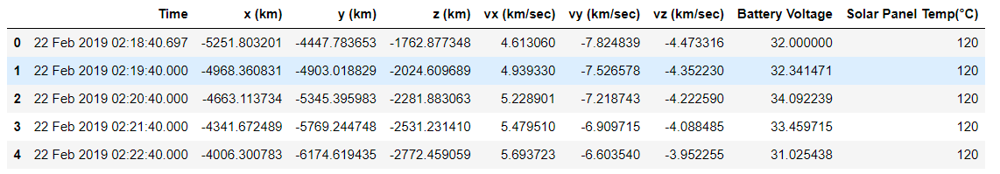 Time x (km) y (km) z (km) vx (km/sec) vy (km/sec) vz (km/sec) Battery Voltage Solar Panel Temp(°C)
0 22 Feb 2019 02:18:40.697 -5251.803201 -4447.783653 -1762.877348 4.613060 -7.824839 -4.473316 32.000000 120
1 22 Feb 2019 02:19:40.000 -4968.360831 -4903.018829 -2024.609689 4.939330 -7.526578 -4.352230 32.341471 120
2 22 Feb 2019 02:20:40.000 -4663.113734 -5345.395983 -2281.883063 5.228901 -7.218743 -4.222590 34.092239 120
3 22 Feb 2019 02:21:40.000 -4341.672489 -5769.244748 -2531.231410 5.479510 -6.909715 -4.088485 33.459715 120
4 22 Feb 2019 02:22:40.000 -4006.300783 -6174.619435 -2772.459059 5.693723 -6.603540 -3.952255 31.025438 120